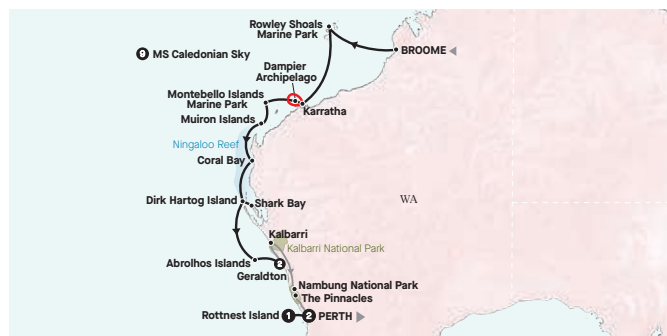 Rowley Shoals
Marine Park
9 MS Caledonian Sky
BROOME
Dampier
Archipelago
Montebello Islands
Marine Park
Karratha
Muiron Islands
Ningaloo Reef
Coral Bay
Dirk Hartog Island
Shark Bay
WA
Kalbarri
Kalbarri National Park
Abrolhos Islands
2
Geraldton
Nambung National Park
The Pinnacles
Rottnest Island 1 2 PERTH